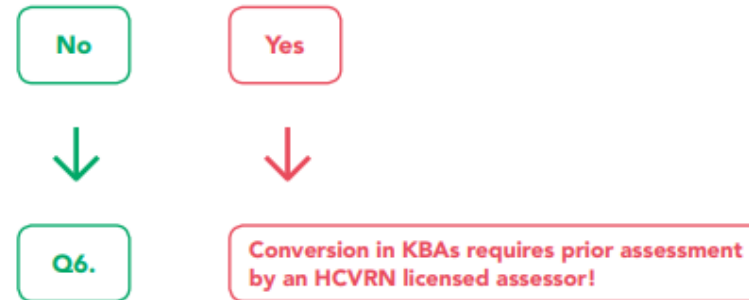 No
Yes
Q6.
Conversion in KBAs requires prior assessment
by an HCVRN licensed assessor!